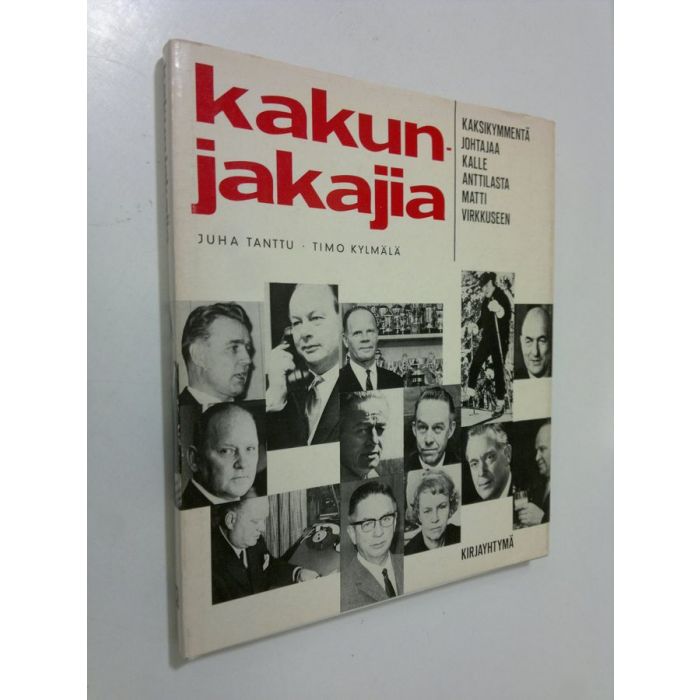 kakun-
jakajia
JUHA TANTTU · TIMO KYLMÄLÄ
KAKSIKYMMENTÄ
JOHTAJAA
KALLE
ANTTILASTA
MATTI
VIRKKUSEEN
KIRJAYHTYMÄ